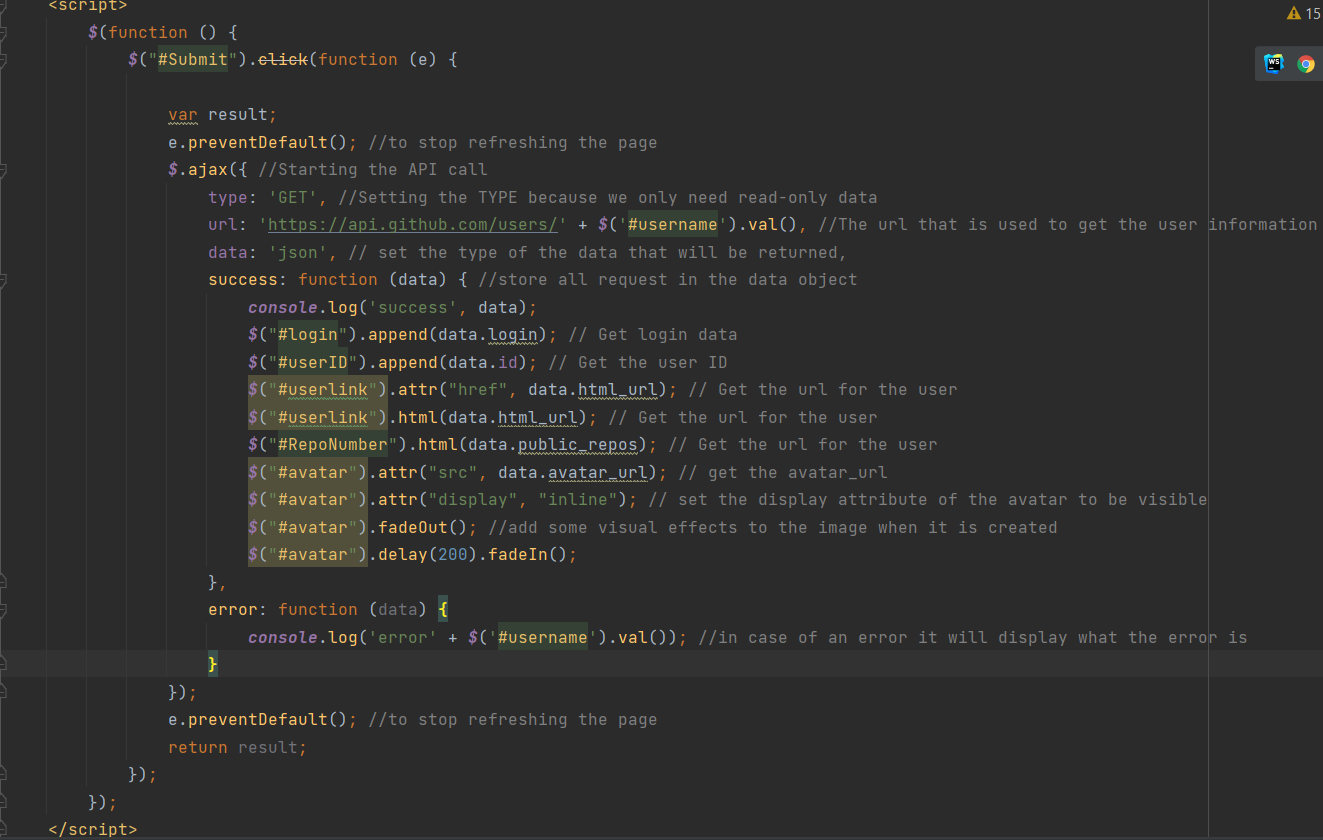 <script>
$(function () {
$("#Submit").click(function (e) {
var result;
e.preventDefault(); //to stop refreshing the page
$.ajax({ //Starting the API call
type: 'GET', //Setting the TYPE because we only need read-only data
url: 'https://api.github.com/users/' + $('#username').val(), //The url that is used to get the user information
data: 'json', // set the type of the data that will be returned,
success: function (data) { //store all request in the data object
console.log('success', data);
$("#login").append(data.login); // Get login data
$("#userID").append(data.id); // Get the user ID
$("#userlink").attr("href", data.html_url); // Get the url for the user
$("#userlink").html(data.html_url); // Get the url for the user
$("#RepoNumber").html(data.public_repos); // Get the url for the user
$("#avatar").attr("src", data.avatar_url); // get the avatar_url
$("#avatar").attr("display", "inline"); // set the display attribute of the avatar to be visible
$("#avatar").fadeOut(); //add some visual effects to the image when it is created
$("#avatar").delay(200).fadeIn();
},
error: function (data) {
console.log('error' + $('#username').val()); //in case of an error it will display what the error is
}
});
e.preventDefault(); //to stop refreshing the page
return result;
});
});
</script>
15
WS